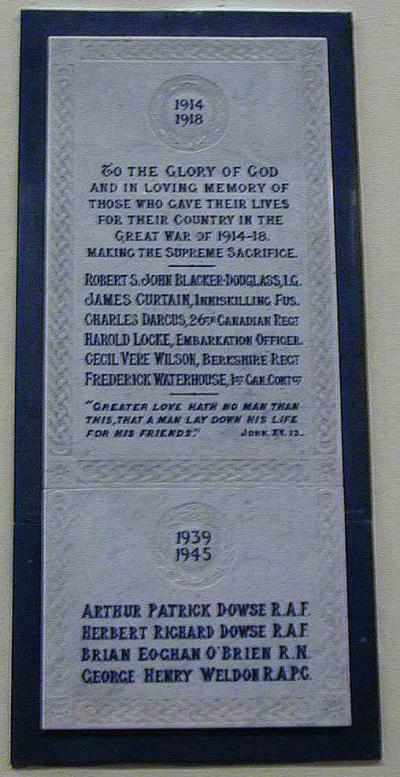 1914
1918
TO THE GLORY OF GOD
AND IN LOVING MEMORY OF
THOSE WHO GAVE THEIR LIVES
FOR THEIR COUNTRY IN THE
GREAT WAR OF 1914-18.
MAKING THE SUPREME SACRIFICE.
ROBERT S. JOHN BLACKER-DOUGLASS, I.G.
JAMES CURTAIN, INNISKILLING FUS.
CHARLES DARCUS, 26TH CANADIAN REGT
HAROLD LOCKE, EMBARKATION OFFICER.
CECIL VERE WILSON, BERKSHIRE REGT
FREDERICK WATERHOUSE, 1ST CAN. CONTGT
"GREATER LOVE HATH NO MAN THAN
THIS, THAT A MAN LAY DOWN HIS LIFE
FOR HIS FRIENDS." JOHN. XV. 13.
1939
1945
ARTHUR PATRICK DOWSE R.A.F.
HERBERT RICHARD DOWSE R.A.F.
BRIAN EOGHAN O'BRIEN R.N.
GEORGE HENRY WELDON R.A.P.C.